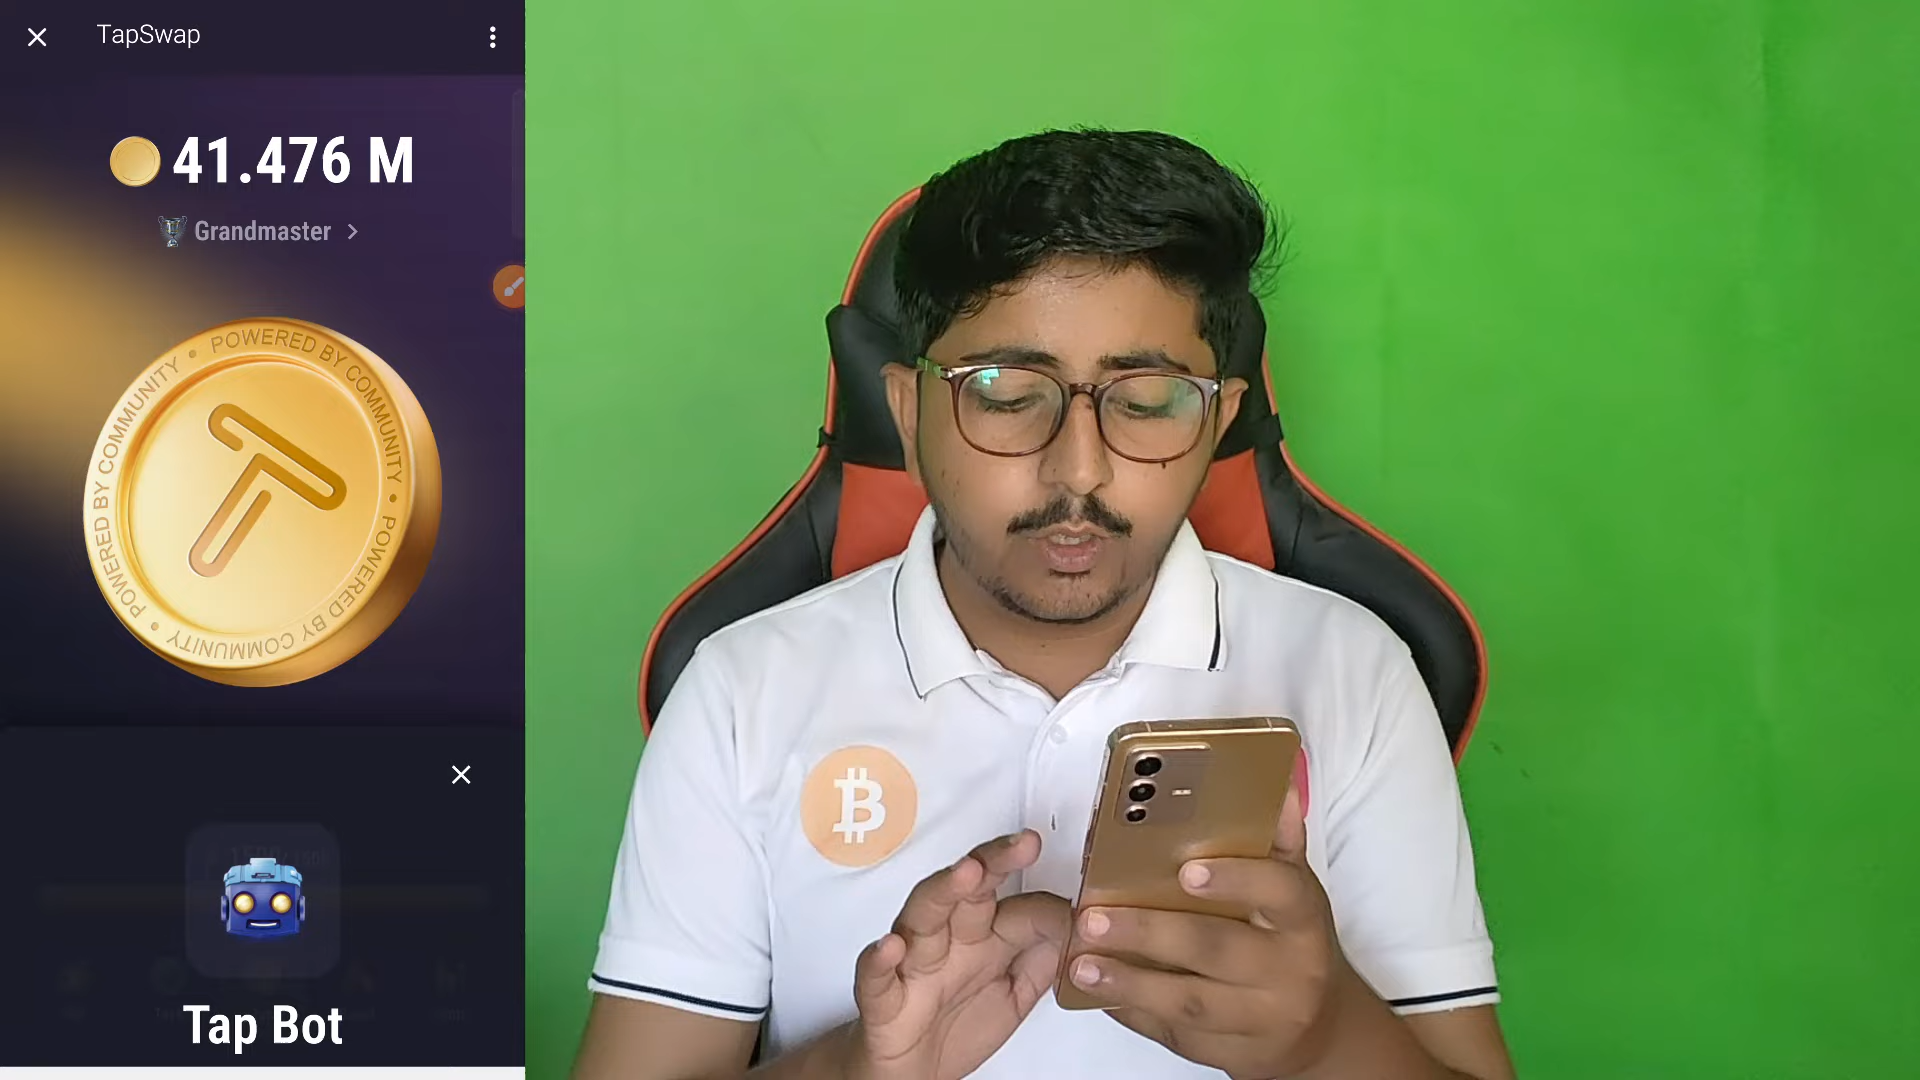 TapSwap
41.476 M
Grandmaster
POWERED BY COMMUNITY • POWERED BY COMMUNITY • POWERED BY COMMUNITY •
Tap Bot